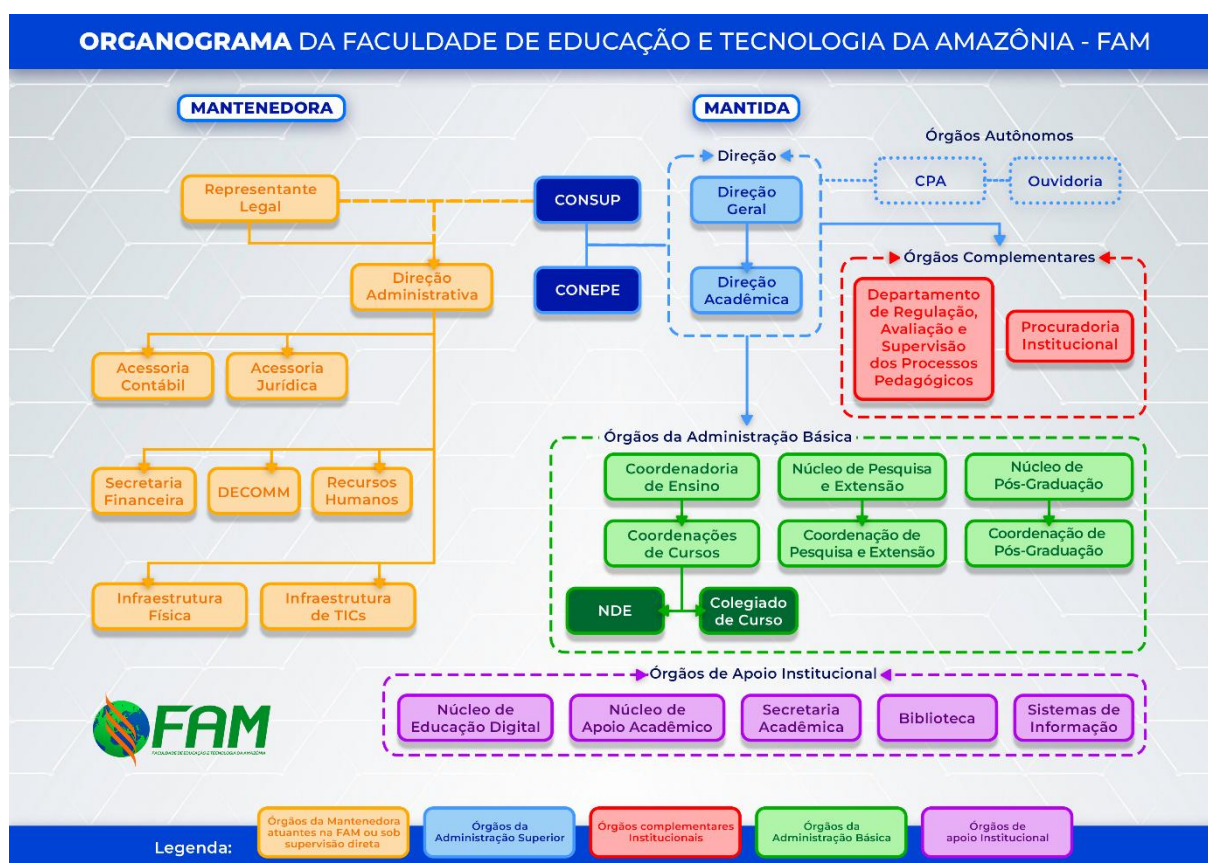 ORGANOGRAMA DA FACULDADE DE EDUCAÇÃO E TECNOLOGIA DA AMAZÔNIA - FAM
MANTENEDORA
MANTIDA
Órgãos Autônomos
Direção
CPA
Ouvidoria
Representante
Legal
CONSUP
Direção
Geral
Órgãos Complementares
Direção
Administrativa
CONEPE
Direção
Acadêmica
Departamento
de Regulação,
Avaliação e
Supervisão
dos Processos
Pedagógicos
Procuradoria
Institucional
Acessoria
Contábil
Acessoria
Jurídica
Órgãos da Administração Básica
Secretaria
Financeira
DECOMM
Recursos
Humanos
Coordenadoria
de Ensino
Núcleo de Pesquisa
e Extensão
Núcleo de
Pós-Graduação
Coordenações
de Cursos
Coordenação de
Pesquisa e Extensão
Coordenação de
Pós-Graduação
Infraestrutura
Física
Infraestrutura
de TICs
NDE
Colegiado
de Curso
Órgãos de Apoio Institucional
Núcleo de
Educação Digital
Núcleo de
Apoio Acadêmico
Secretaria
Acadêmica
Biblioteca
Sistemas de
Informação
FAM
FACULDADE DE EDUCAÇÃO E TECNOLOGIA DA AMAZÔNIA
Legenda:
Órgãos da Mantenedora
atuantes na FAM ou sob
supervisão direta
Órgãos da
Administração Superior
Órgãos complementares
Institucionais
Órgãos da
Administração Básica
Órgãos de
apoio Institucional